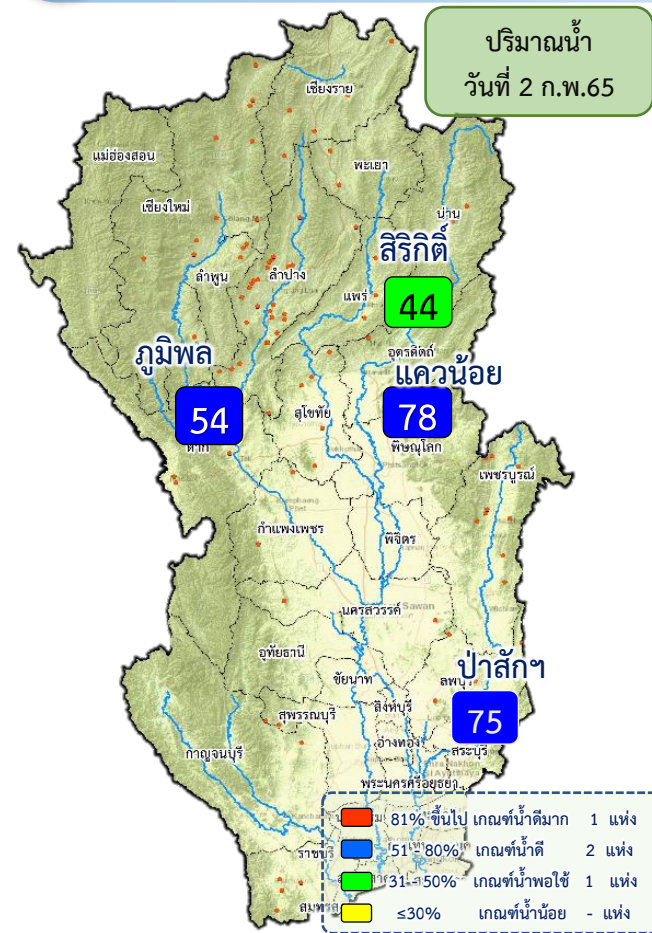 ปริมาณน้ำ
วันที่ 2 ก.พ.65
เชียงราย
แม่ฮ่องสอน
พะเยา
เชียงใหม่
น่าน
สิริกิติ์
44
ลำพูน
ลำปาง
แพร่
อุตรดิตถ์
ภูมิพล
54
ตาก
แควน้อย
78
สุโขทัย
พิษณุโลก
เพชรบูรณ์
กำแพงเพชร
พิจิตร
นครสวรรค์
Sawan
อุทัยธานี
ชัยนาท
ป่าสักฯ
75
ลพบุรี
สิงห์บุรี
สุพรรณบุรี
อ่างทอง
สระบุรี
กาญจนบุรี
พระนครศรีอยุธยา
ราชบุรี
81% ขึ้นไป เกณฑ์น้ำดีมาก 1 แห่ง
51 - 80% เกณฑ์น้ำดี 2 แห่ง
31 - 50% เกณฑ์น้ำพอใช้ 1 แห่ง
≤30% เกณฑ์น้ำน้อย - แห่ง